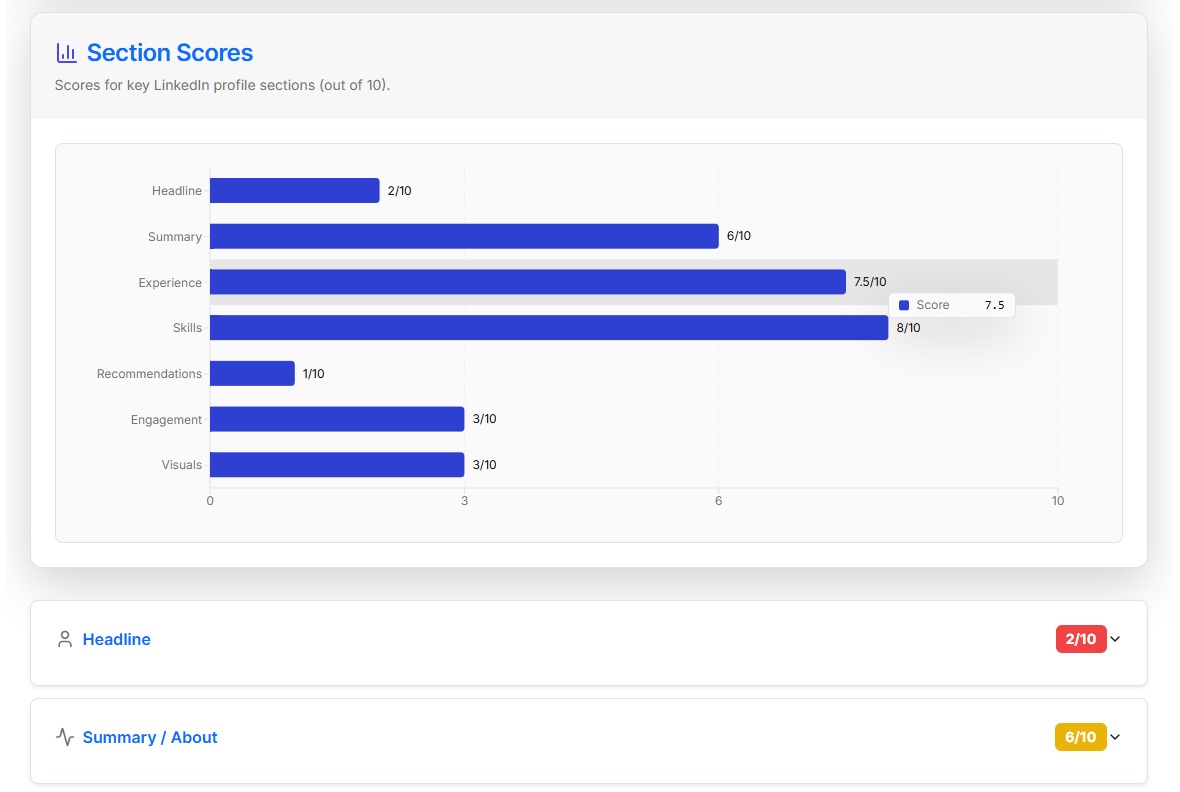 Section Scores
Scores for key LinkedIn profile sections (out of 10).
Headline 2/10
Summary 6/10
Experience 7.5/10
Score 7.5
Skills 8/10
Recommendations 1/10
Engagement 3/10
Visuals 3/10
0 3 6 10
Headline 2/10
Summary / About 6/10